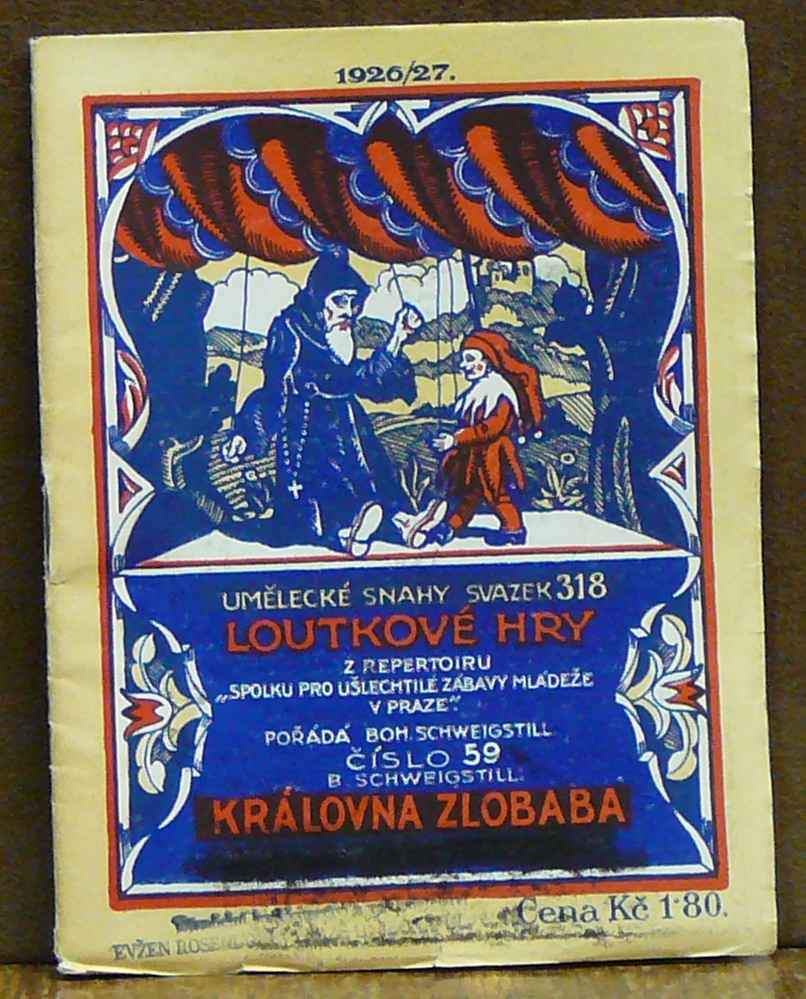 1926/27.
UMĚLECKÉ SNAHY SVAZEK 318
LOUTKOVÉ HRY
Z REPERTOIRU
„SPOLKU PRO UŠLECHTILÉ ZÁBAVY MLÁDEŽE
V PRAZE".
POŘÁDÁ BOH. SCHWEIGSTILL
ČÍSLO 59
B. SCHWEIGSTILL:
KRÁLOVNA ZLOBABA
Cena Kč 1·80.
EVŽEN